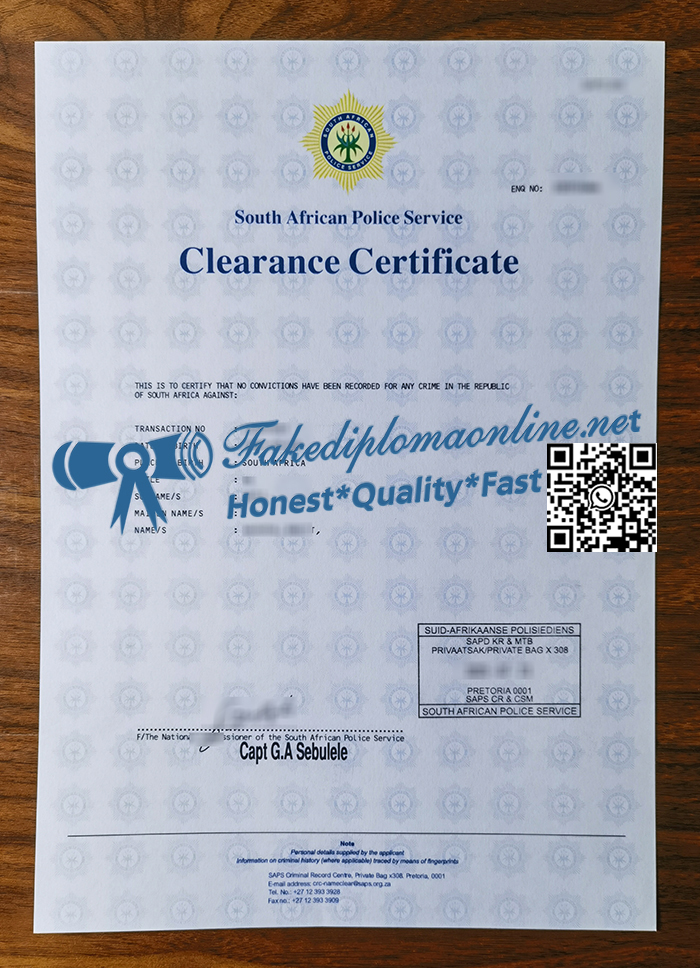 SOUTH AFRICAN
POLICE SERVICE
ENQ NO:
South African Police Service
Clearance Certificate
THIS IS TO CERTIFY THAT NO CONVICTIONS HAVE BEEN RECORDED FOR ANY CRIME IN THE REPUBLIC
OF SOUTH AFRICA AGAINST:
TRANSACTION NO :
Fakediplomaonline.net
: SOUTH AFRICA
Honest*Quality*Fast
MAIDEN NAME/S :
NAME/S : ,
SUID-AFRIKAANSE POLISIEDIENS
SAPD KR & MTB
PRIVAATSAK/PRIVATE BAG X 308
PRETORIA 0001
SAPS CR & CSM
SOUTH AFRICAN POLICE SERVICE
F/The Nation sioner of the South African Police Service
Capt G.A Sebulele
Note
Personal details supplied by the applicant
Information on criminal history (where applicable) traced by means of fingerprints
SAPS Criminal Record Centre, Private Bag x308, Pretoria, 0001
E-mail address: crc-nameclear@saps.org.za
Tel. No.: +27 12 393 3928
Fax no.: +27 12 393 3909